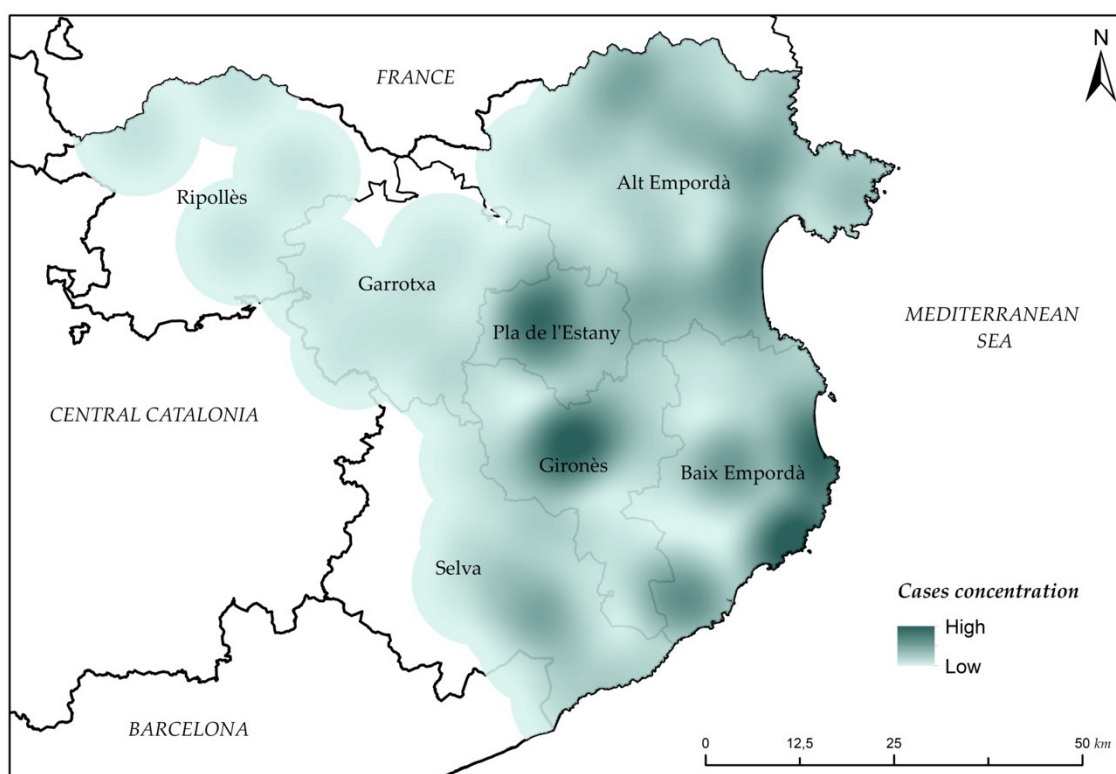 N
FRANCE
Ripollès
Alt Empordà
Garrotxa
Pla de l'Estany
MEDITERRANEAN
SEA
CENTRAL CATALONIA
Gironès
Baix Empordà
Selva
Cases concentration
High
Low
BARCELONA
0 12,5 25 50 km